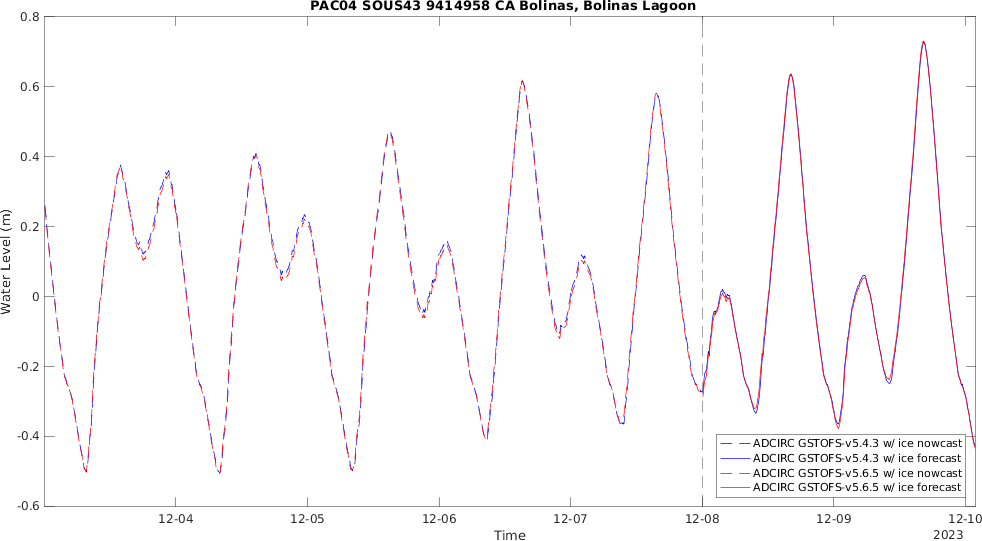 PAC04 SOUS43 9414958 CA Bolinas, Bolinas Lagoon
0.8
0.6
0.4
0.2
0
-0.2
-0.4
-0.6
Water Level (m)
12-04
12-05
12-06
12-07
12-08
12-09
12-10
Time
2023
ADCIRC GSTOFS-v5.4.3 w/ ice nowcast
ADCIRC GSTOFS-v5.4.3 w/ ice forecast
ADCIRC GSTOFS-v5.6.5 w/ ice nowcast
ADCIRC GSTOFS-v5.6.5 w/ ice forecast